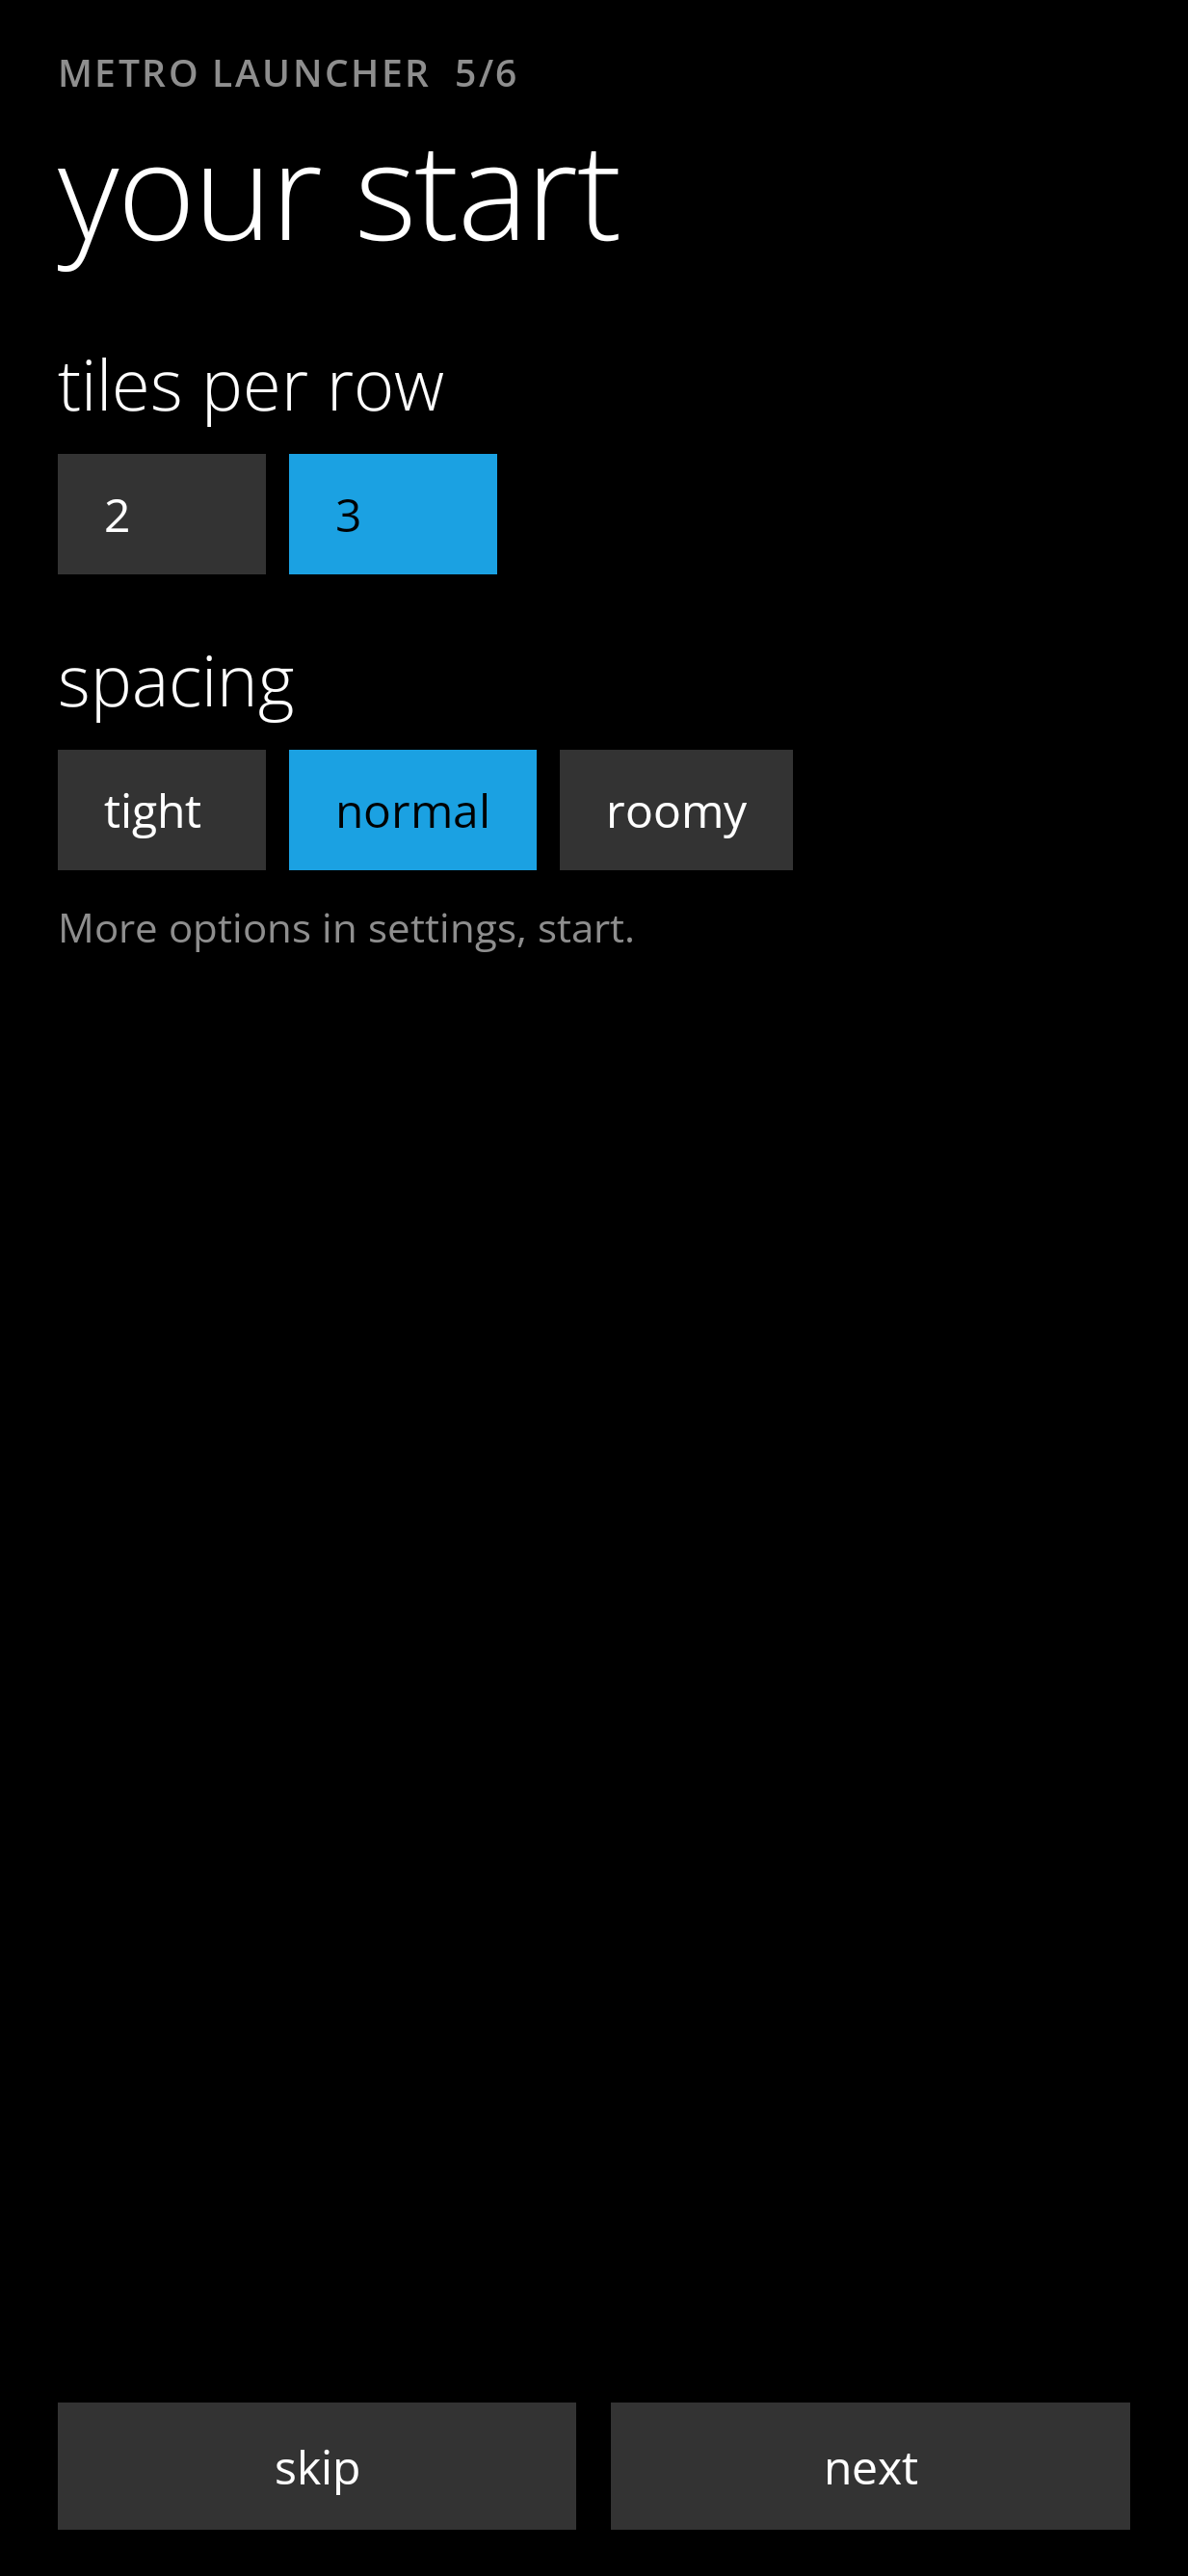 METRO LAUNCHER 5/6
your start
tiles per row
2 3
spacing
tight normal roomy
More options in settings, start.
skip next